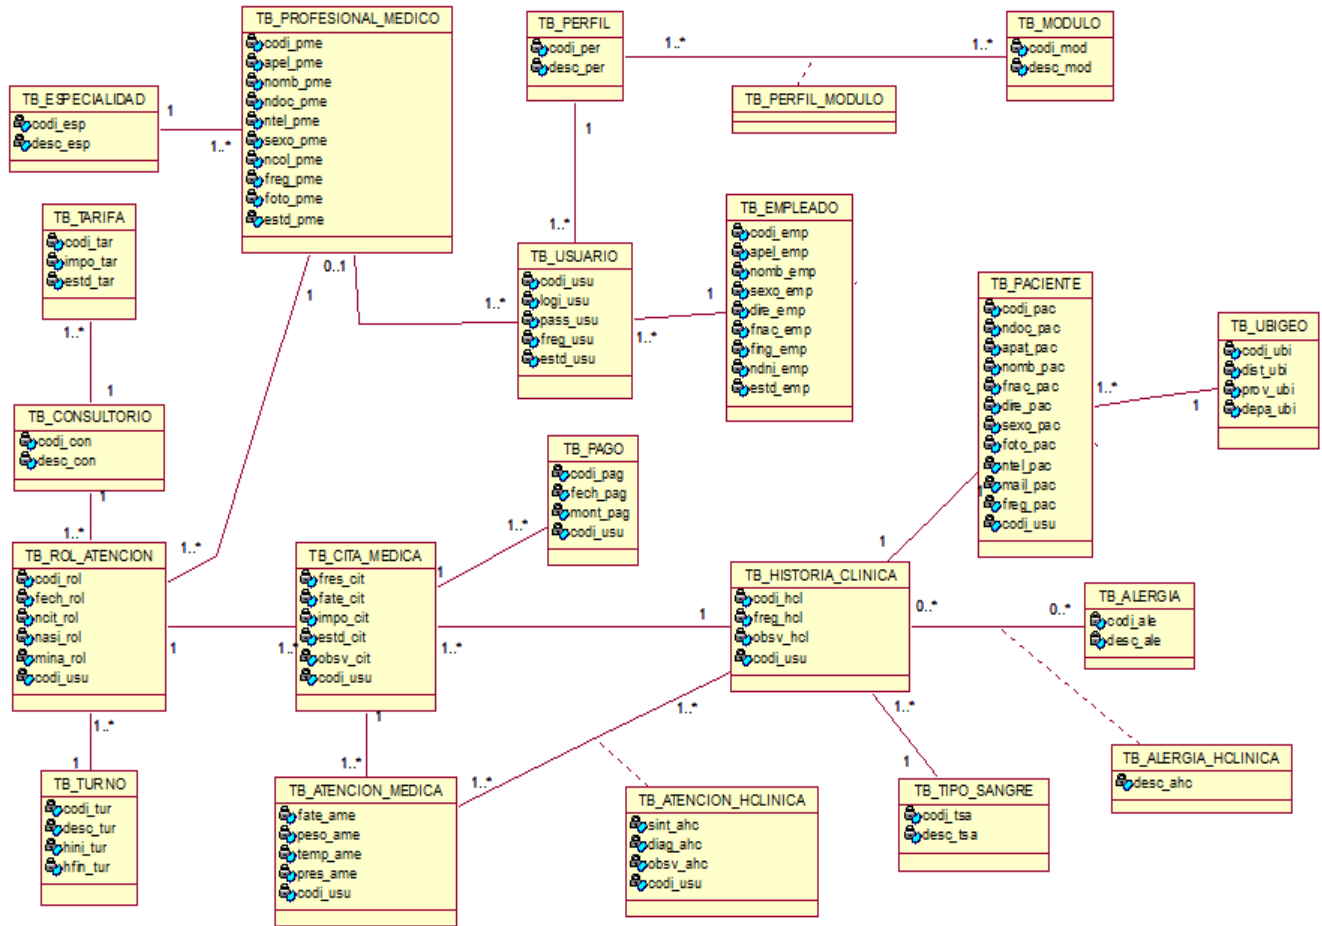 TB_PROFESIONAL_MEDICO
codi_pme
apel_pme
nomb_pme
ndoc_pme
ntel_pme
sexo_pme
ncol_pme
freg_pme
foto_pme
estd_pme
TB_PERFIL
codi_per
desc_per
1..*
1..*
TB_MODULO
codi_mod
desc_mod
TB_PERFIL_MODULO
TB_ESPECIALIDAD
codi_esp
desc_esp
1
1..*
1
1..*
TB_TARIFA
codi_tar
impo_tar
estd_tar
1..*
1
TB_USUARIO
codi_usu
logi_usu
pass_usu
freg_usu
estd_usu
0..1
1..*
1
1
1..*
TB_EMPLEADO
codi_emp
apel_emp
nomb_emp
sexo_emp
dire_emp
fnac_emp
fing_emp
ndni_emp
estd_emp
TB_PACIENTE
codi_pac
ndoc_pac
apat_pac
nomb_pac
fnac_pac
dire_pac
sexo_pac
foto_pac
ntel_pac
mail_pac
freg_pac
codi_usu
1..*
1
TB_UBIGEO
codi_ubi
dist_ubi
prov_ubi
depa_ubi
TB_CONSULTORIO
codi_con
desc_con
1
1..*
TB_PAGO
codi_pag
fech_pag
mont_pag
codi_usu
1..*
1
TB_ROL_ATENCION
codi_rol
fech_rol
ncit_rol
nasi_rol
mina_rol
codi_usu
1..*
1
1..*
TB_CITA_MEDICA
fres_cit
fate_cit
impo_cit
estd_cit
obsv_cit
codi_usu
1..*
1
1
1
TB_HISTORIA_CLINICA
codi_hcl
freg_hcl
obsv_hcl
codi_usu
0..*
0..*
TB_ALERGIA
codi_ale
desc_ale
1..*
1
TB_TURNO
codi_tur
desc_tur
hini_tur
hfin_tur
1
1..*
TB_ATENCION_MEDICA
fate_ame
peso_ame
temp_ame
pres_ame
codi_usu
1..*
1..*
TB_ATENCION_HCLINICA
sint_ahc
diag_ahc
obsv_ahc
codi_usu
1..*
1
TB_TIPO_SANGRE
codi_tsa
desc_tsa
TB_ALERGIA_HCLINICA
desc_ahc